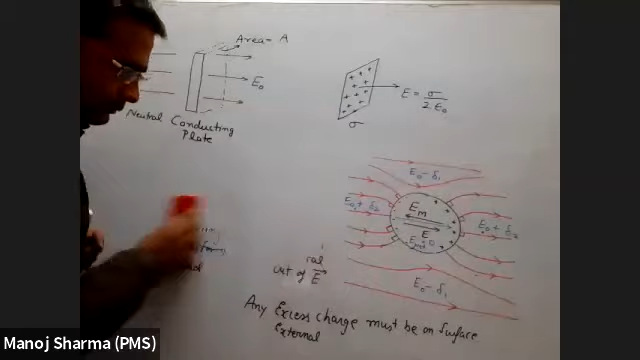 Area = A
E₀
Neutral Conducting
Plate
E = σ/2ε₀
σ
E₀-δ₁
E₀+δ₂
Em
E
E₀+δ₂
out of E
E₀-δ₁
Any Excess charge must be on surface
External
Manoj Sharma (PMS)